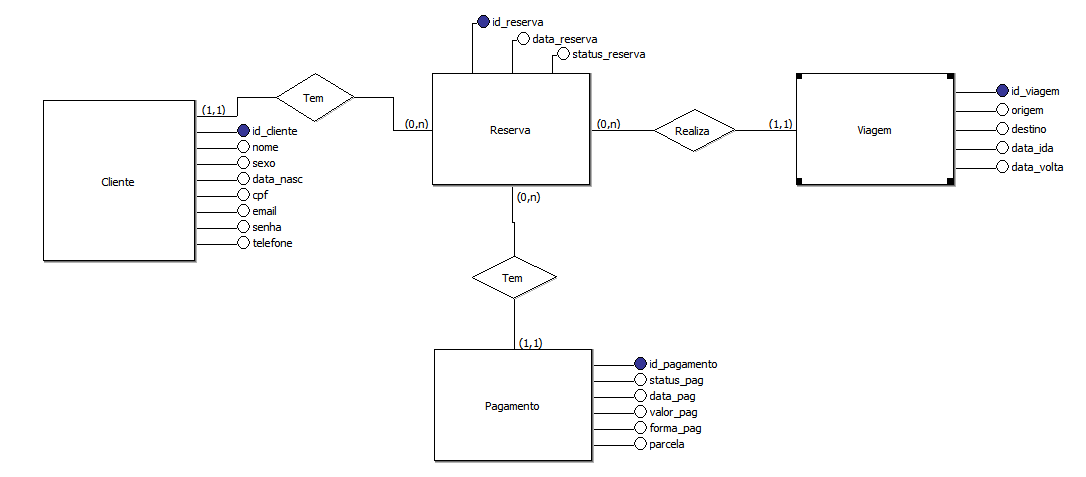 id_reserva
data_reserva
status_reserva
Tem
(1,1)
(0,n)
Reserva
(0,n)
Realiza
(1,1)
Viagem
id_viagem
origem
destino
data_ida
data_volta
Cliente
id_cliente
nome
sexo
data_nasc
cpf
email
senha
telefone
(0,n)
Tem
(1,1)
Pagamento
id_pagamento
status_pag
data_pag
valor_pag
forma_pag
parcela